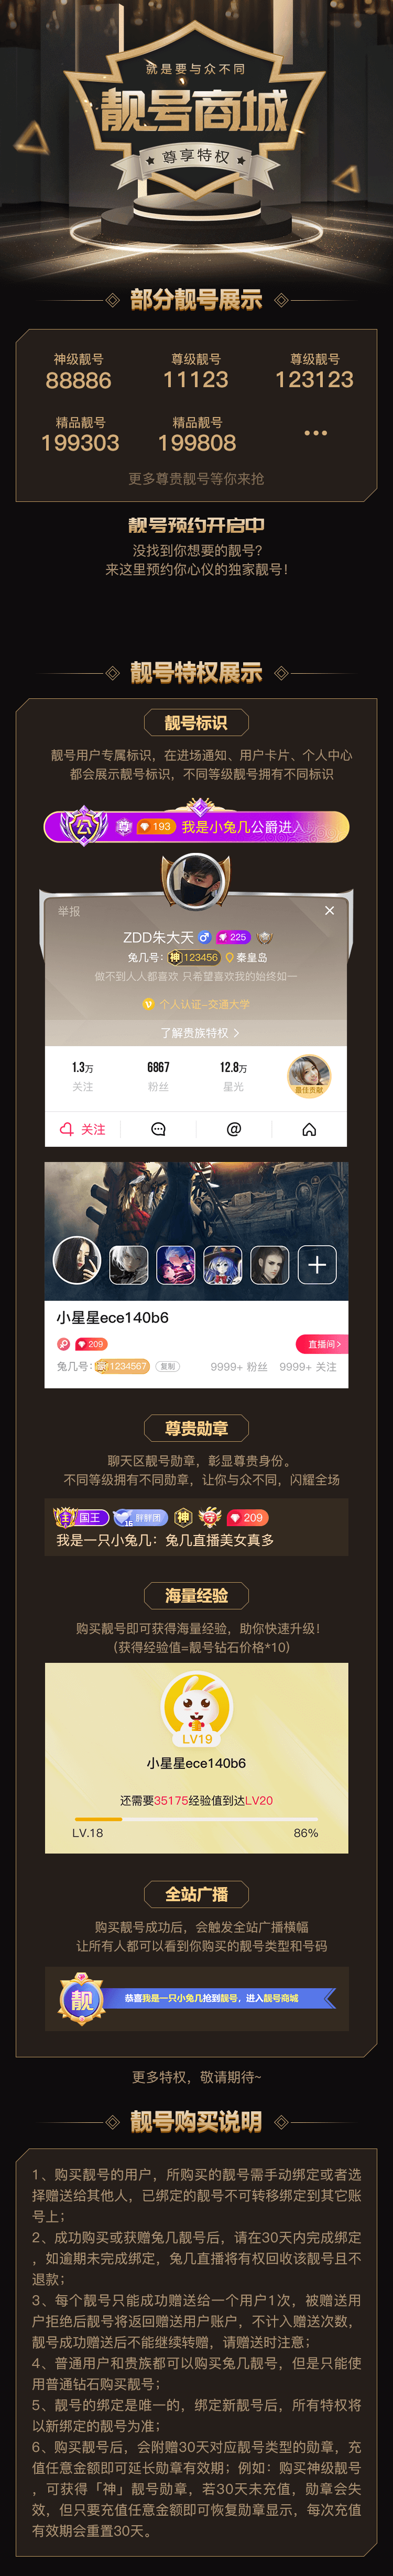 就是要与众不同
靓号商城
尊享特权
部分靓号展示
神级靓号 尊级靓号 尊级靓号
88886 11123 123123
精品靓号 精品靓号
199303 199808 •••
更多尊贵靓号等你来抢
靓号预约开启中
没找到你想要的靓号?
来这里预约你心仪的独家靓号!
靓号特权展示
靓号标识
靓号用户专属标识，在进场通知、用户卡片、个人中心
都会展示靓号标识，不同等级靓号拥有不同标识
公 193 我是小兔几公爵进入
举报
ZDD朱大天 225
兔几号: 神 123456 秦皇岛
做不到人人都喜欢 只希望喜欢我的始终如一
V 个人认证-交通大学
了解贵族特权 >
1.3万 6867 12.8万
关注 粉丝 星光 最佳贡献
关注 @
小星星ece140b6
209 直播间>
兔几号: 1234567 复制 9999+ 粉丝 9999+ 关注
尊贵勋章
聊天区靓号勋章，彰显尊贵身份。
不同等级拥有不同勋章，让你与众不同，闪耀全场
国王 16 胖胖团 神 209
我是一只小兔几：兔几直播美女真多
海量经验
购买靓号即可获得海量经验，助你快速升级!
(获得经验值=靓号钻石价格*10)
LV19
小星星ece140b6
还需要35175经验值到达LV20
LV.18 86%
全站广播
购买靓号成功后，会触发全站广播横幅
让所有人都可以看到你购买的靓号类型和号码
靓 恭喜我是一只小兔几抢到靓号，进入靓号商城
更多特权，敬请期待~
靓号购买说明
1、购买靓号的用户，所购买的靓号需手动绑定或者选
择赠送给其他人，已绑定的靓号不可转移绑定到其它账
号上；
2、成功购买或获赠兔几靓号后，请在30天内完成绑定
，如逾期未完成绑定，兔几直播将有权回收该靓号且不
退款；
3、每个靓号只能成功赠送给一个用户1次，被赠送用
户拒绝后靓号将返回赠送用户账户，不计入赠送次数，
靓号成功赠送后不能继续转赠，请赠送时注意；
4、普通用户和贵族都可以购买兔几靓号，但是只能使
用普通钻石购买靓号；
5、靓号的绑定是唯一的，绑定新靓号后，所有特权将
以新绑定的靓号为准；
6、购买靓号后，会附赠30天对应靓号类型的勋章，充
值任意金额即可延长勋章有效期；例如：购买神级靓号
，可获得「神」靓号勋章，若30天未充值，勋章会失
效，但只要充值任意金额即可恢复勋章显示，每次充值
有效期会重置30天。